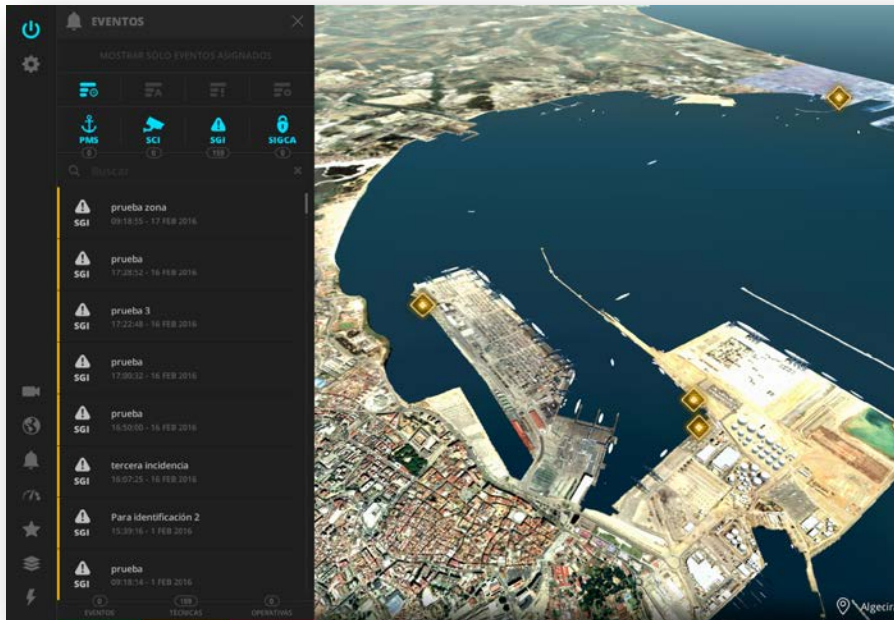 EVENTOS
MOSTRAR SÓLO EVENTOS ASIGNADOS
PMS SCI SGI SIGCA
0 0 0
Buscar
prueba zona
SGI 09:18:55 - 17 FEB 2016
prueba
SGI 17:28:52 - 16 FEB 2016
prueba 3
SGI 17:22:48 - 16 FEB 2016
prueba
SGI 17:00:32 - 16 FEB 2016
prueba
SGI 16:50:00 - 16 FEB 2016
tercera incidencia
SGI 16:07:25 - 16 FEB 2016
Para identificación 2
SGI 15:39:16 - 1 FEB 2016
prueba
SGI 09:18:14 - 1 FEB 2016
0 0
EVENTOS TÉCNICAS OPERATIVAS